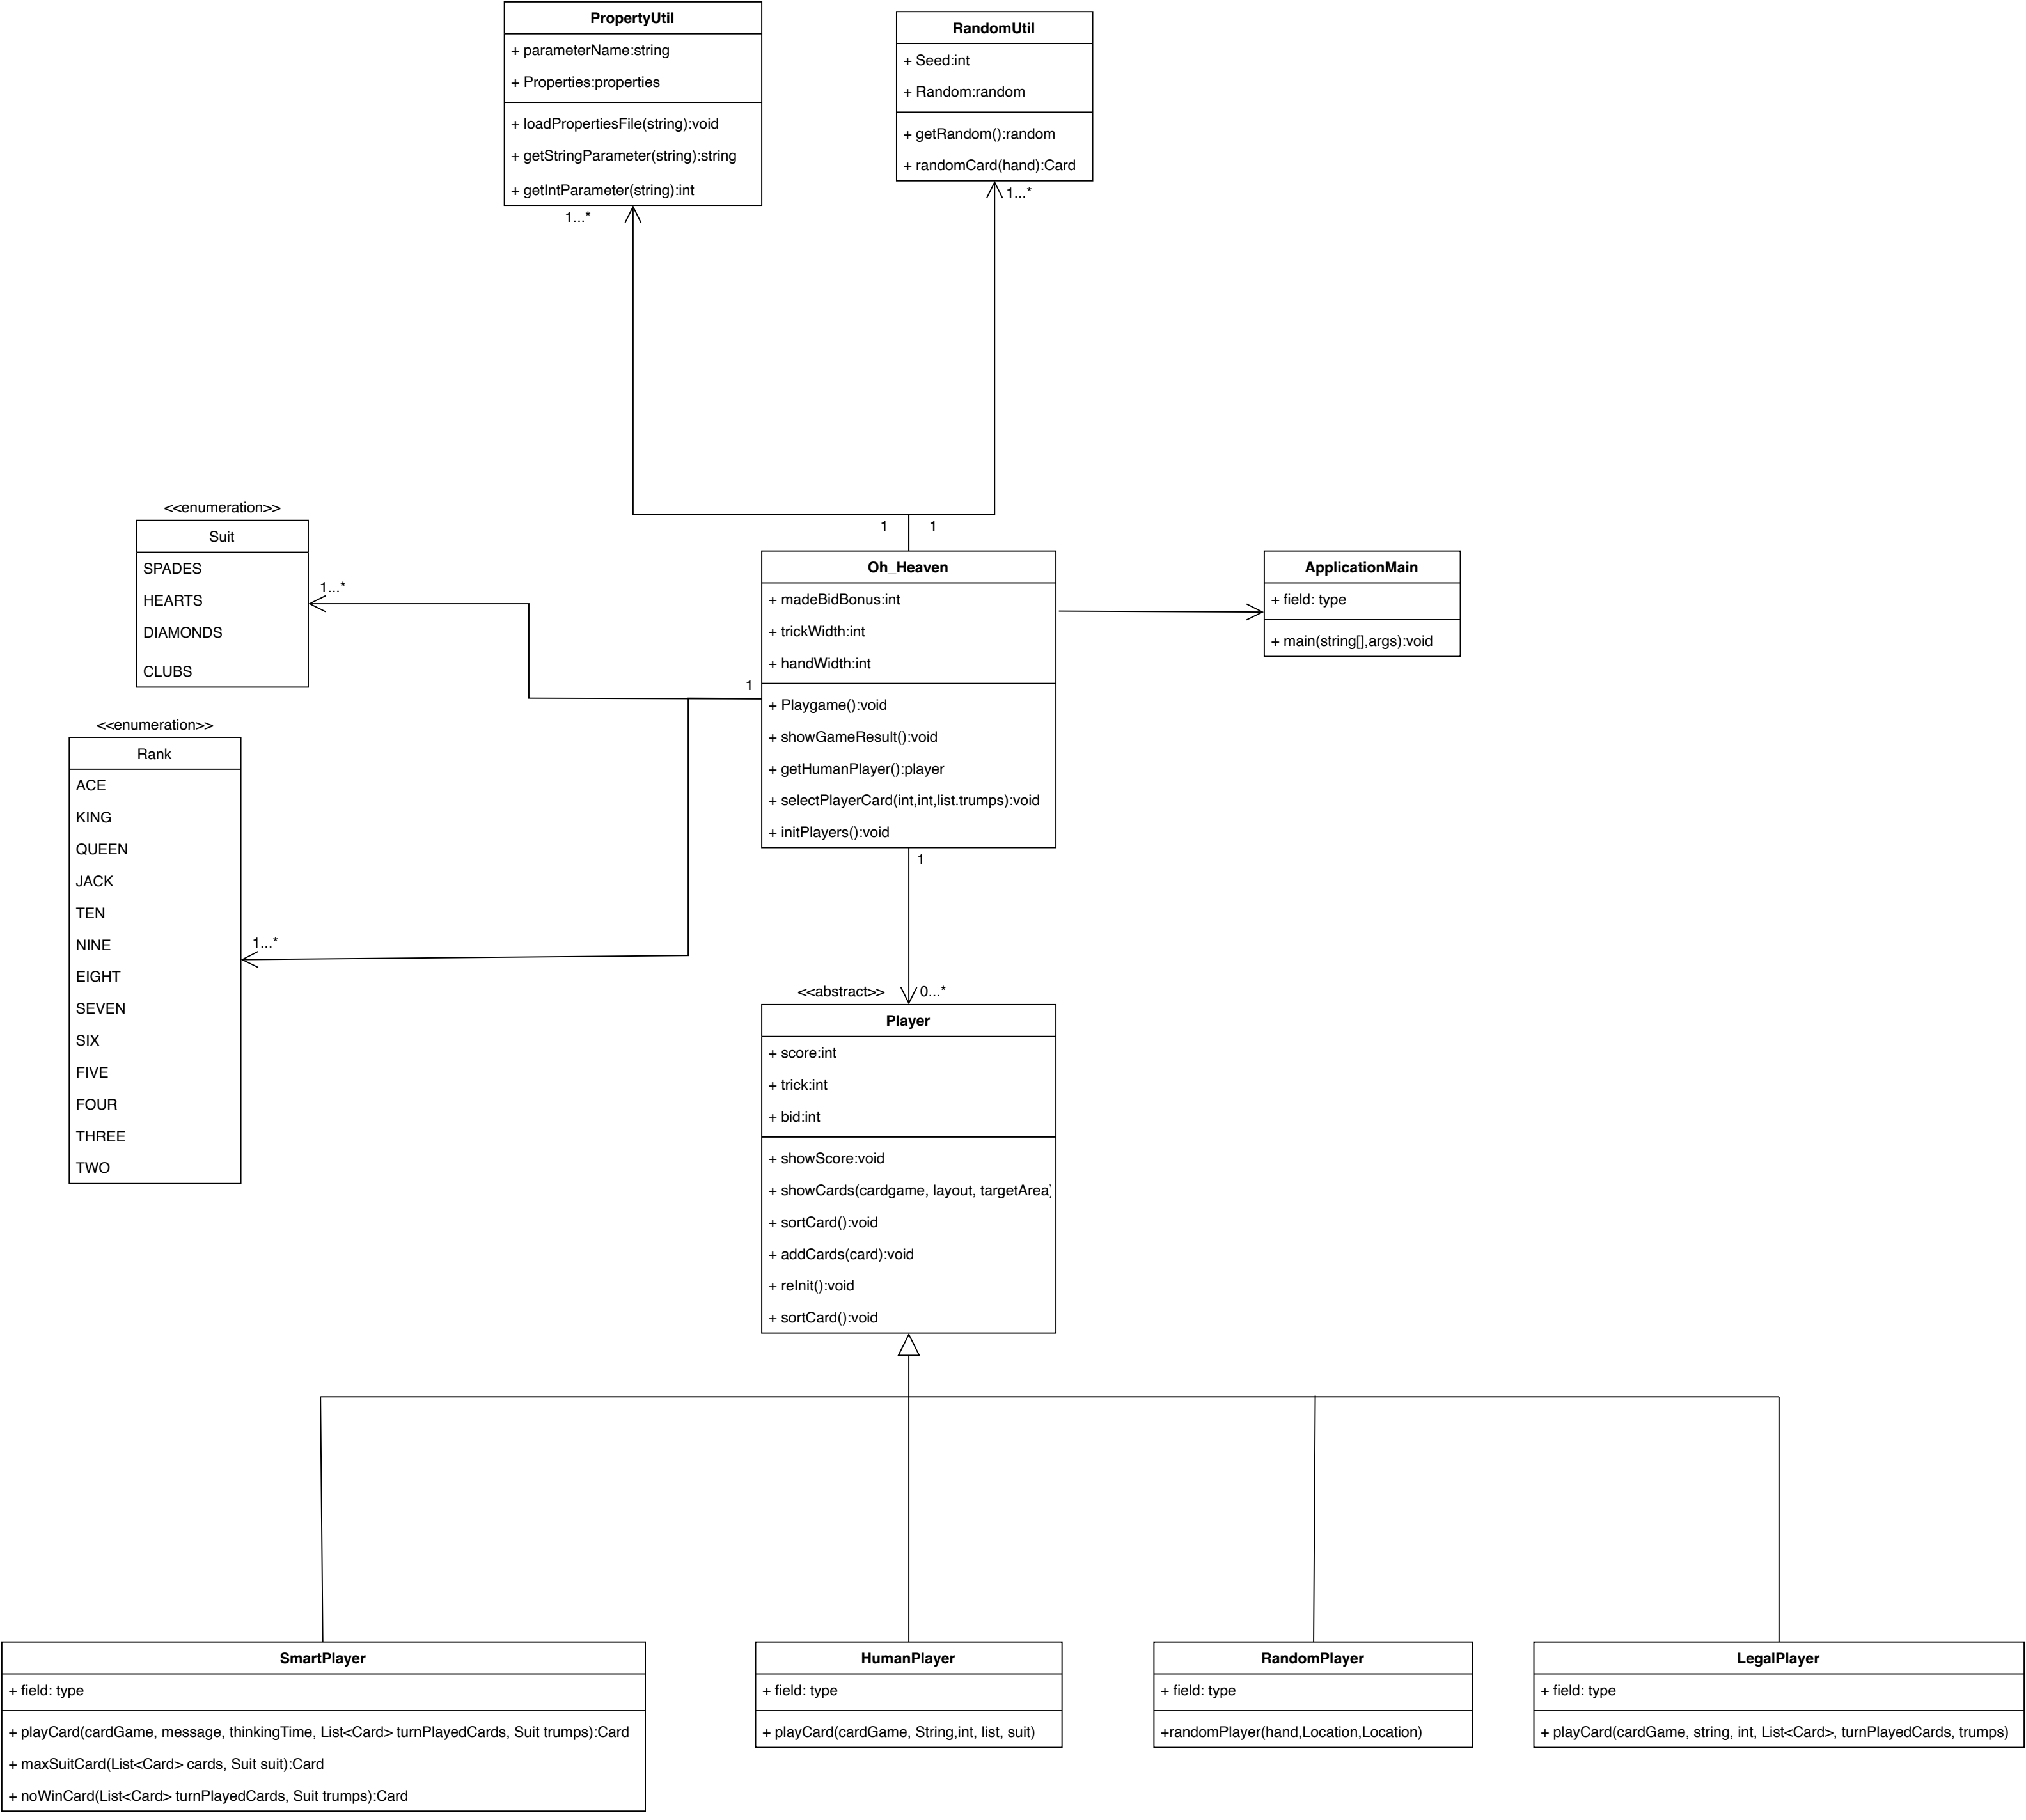 PropertyUtil
+ parameterName:string
+ Properties:properties
+ loadPropertiesFile(string):void
+ getStringParameter(string):string
+ getIntParameter(string):int
1...*
RandomUtil
+ Seed:int
+ Random:random
+ getRandom():random
+ randomCard(hand):Card
1...*
<<enumeration>>
Suit
SPADES
HEARTS
DIAMONDS
CLUBS
1...*
1
1
1
Oh_Heaven
+ madeBidBonus:int
+ trickWidth:int
+ handWidth:int
+ Playgame():void
+ showGameResult():void
+ getHumanPlayer():player
+ selectPlayerCard(int,int,list.trumps):void
+ initPlayers():void
1
ApplicationMain
+ field: type
+ main(string[],args):void
<<enumeration>>
Rank
ACE
KING
QUEEN
JACK
TEN
NINE
EIGHT
SEVEN
SIX
FIVE
FOUR
THREE
TWO
1...*
<<abstract>>
0...*
Player
+ score:int
+ trick:int
+ bid:int
+ showScore:void
+ showCards(cardgame, layout, targetArea)
+ sortCard():void
+ addCards(card):void
+ reInit():void
+ sortCard():void
SmartPlayer
+ field: type
+ playCard(cardGame, message, thinkingTime, List<Card> turnPlayedCards, Suit trumps):Card
+ maxSuitCard(List<Card> cards, Suit suit):Card
+ noWinCard(List<Card> turnPlayedCards, Suit trumps):Card
HumanPlayer
+ field: type
+ playCard(cardGame, String,int, list, suit)
RandomPlayer
+ field: type
+randomPlayer(hand,Location,Location)
LegalPlayer
+ field: type
+ playCard(cardGame, string, int, List<Card>, turnPlayedCards, trumps)